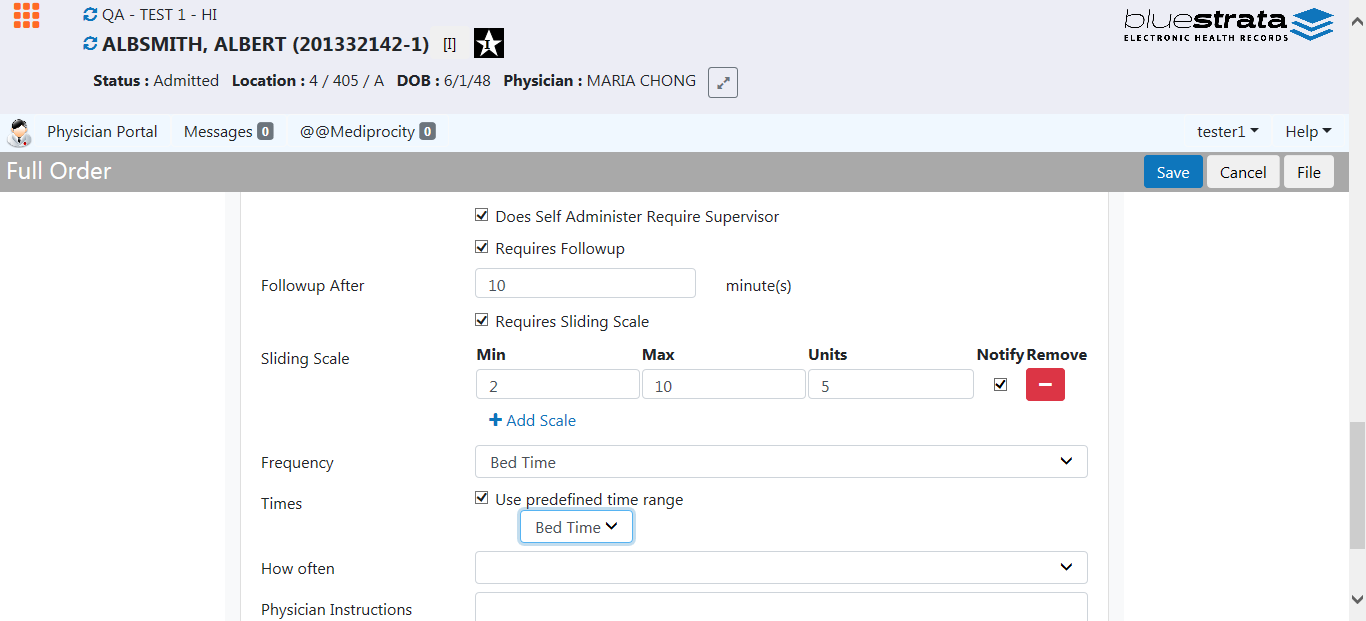 QA - TEST 1 - HI
bluestrata
ELECTRONIC HEALTH RECORDS
ALBSMITH, ALBERT (201332142-1) [I] I
Status : Admitted Location : 4 / 405 / A DOB : 6/1/48 Physician : MARIA CHONG
Physician Portal Messages 0 @@Mediprocity 0 tester1 Help
Full Order Save Cancel File
Does Self Administer Require Supervisor
Requires Followup
Followup After 10 minute(s)
Requires Sliding Scale
Sliding Scale Min Max Units Notify Remove
2 10 5
Add Scale
Frequency Bed Time
Times Use predefined time range
Bed Time
How often
Physician Instructions